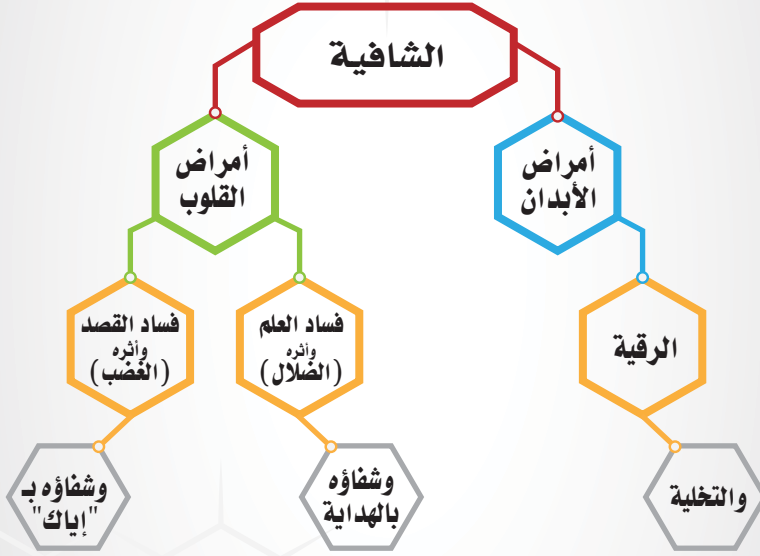 الشافية
أمراض
الأبدان
أمراض
القلوب
الرقية
فساد العلم
وأثره
(الضلال)
فساد القصد
وأثره
(الغضب)
والتخلية
وشفاؤه
بالهداية
وشفاؤه بـ
"إياك"